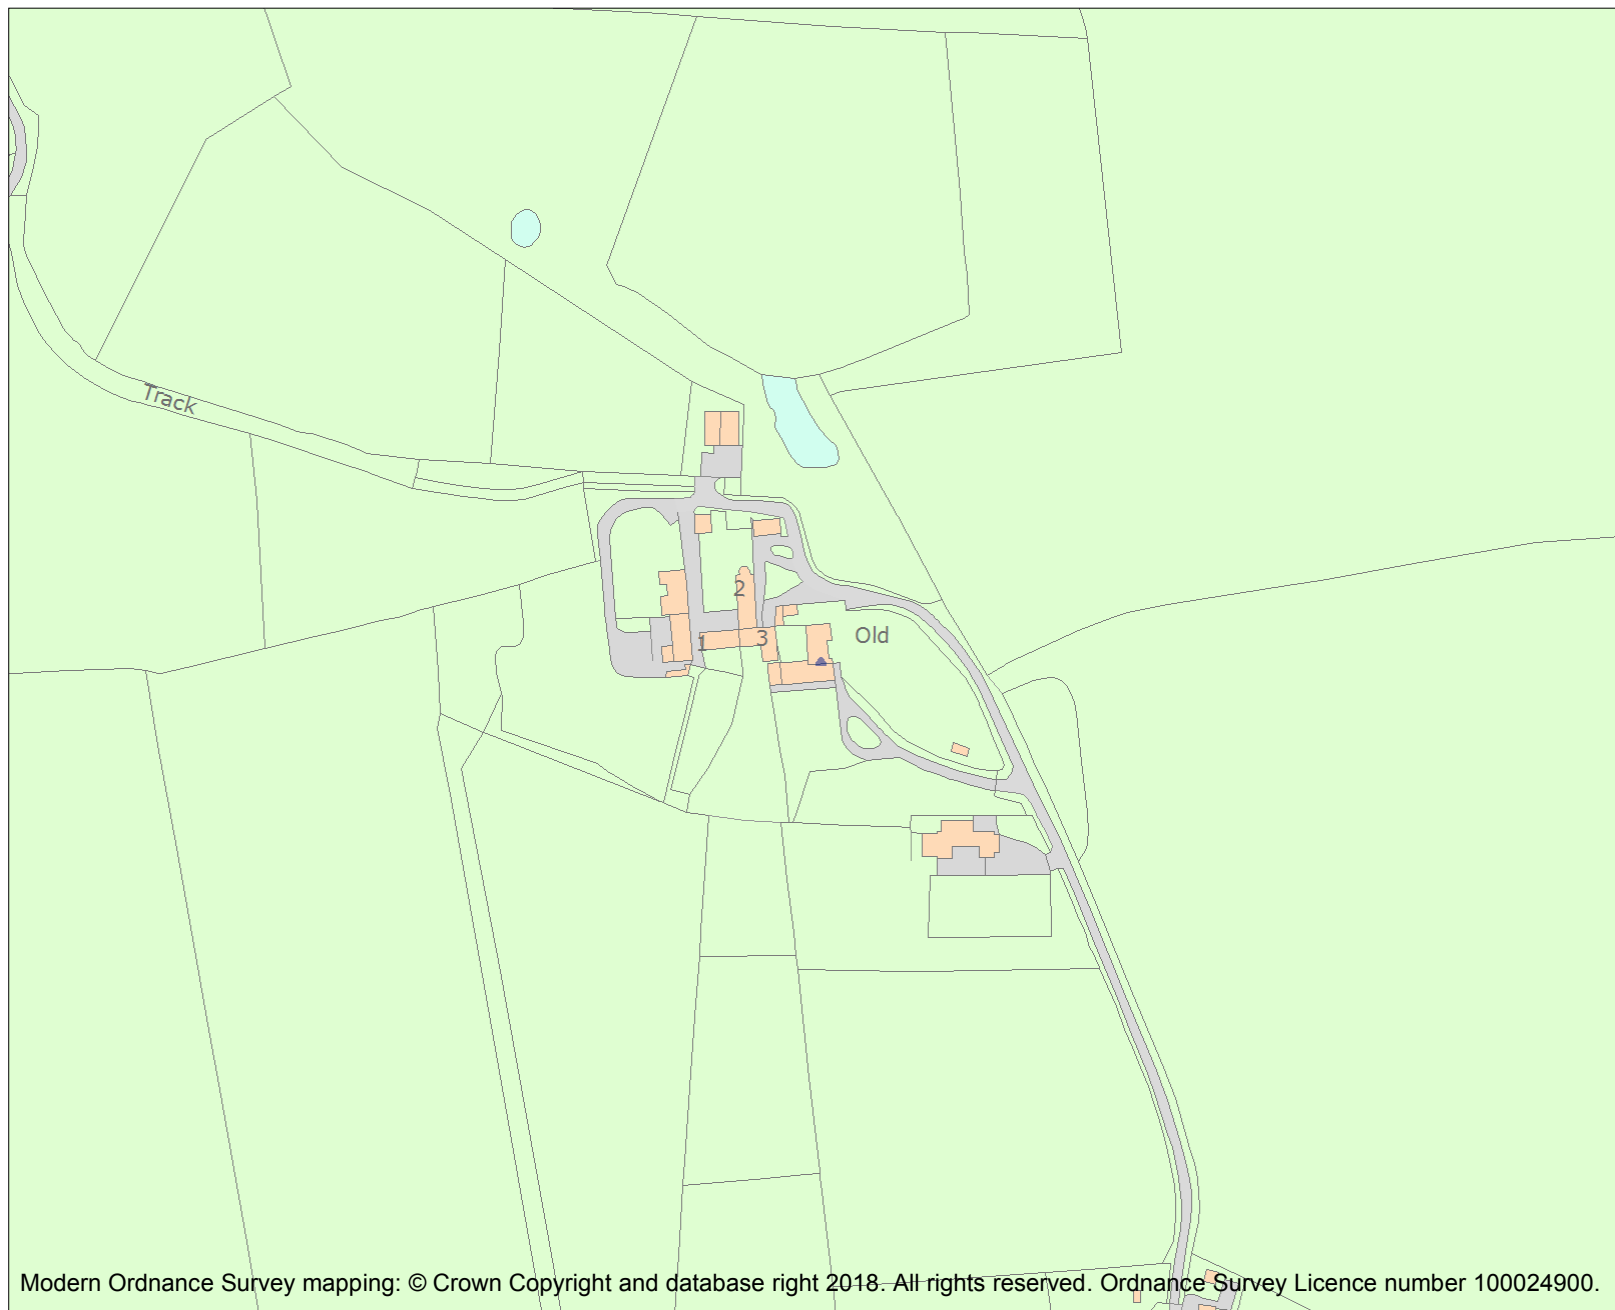 Track
2
1
3
Old
Modern Ordnance Survey mapping: © Crown Copyright and database right 2018. All rights reserved. Ordnance Survey Licence number 100024900.